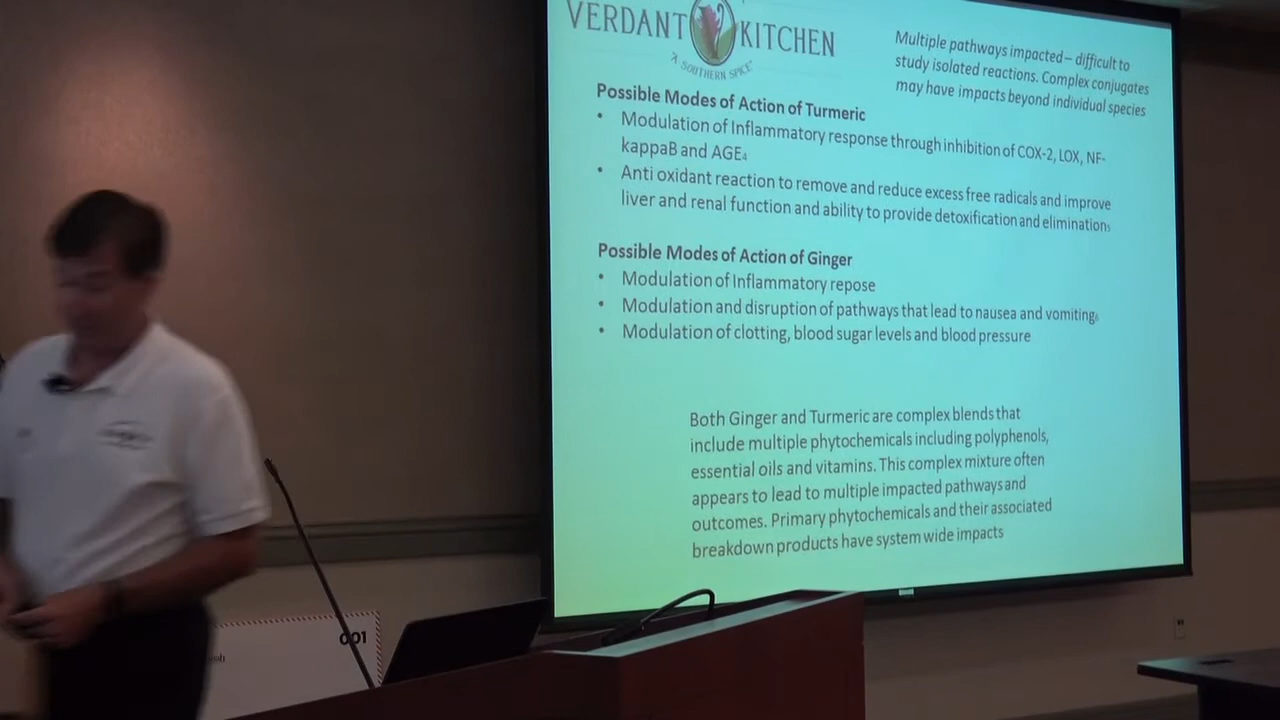 VERDANT KITCHEN
"A SOUTHERN SPICE"
Multiple pathways impacted – difficult to
study isolated reactions. Complex conjugates
may have impacts beyond individual species
Possible Modes of Action of Turmeric
• Modulation of Inflammatory response through inhibition of COX-2, LOX, NF-
kappaB and AGE4
• Anti oxidant reaction to remove and reduce excess free radicals and improve
liver and renal function and ability to provide detoxification and elimination5
Possible Modes of Action of Ginger
• Modulation of Inflammatory repose
• Modulation and disruption of pathways that lead to nausea and vomiting6
• Modulation of clotting, blood sugar levels and blood pressure
Both Ginger and Turmeric are complex blends that
include multiple phytochemicals including polyphenols,
essential oils and vitamins. This complex mixture often
appears to lead to multiple impacted pathways and
outcomes. Primary phytochemicals and their associated
breakdown products have system wide impacts
001